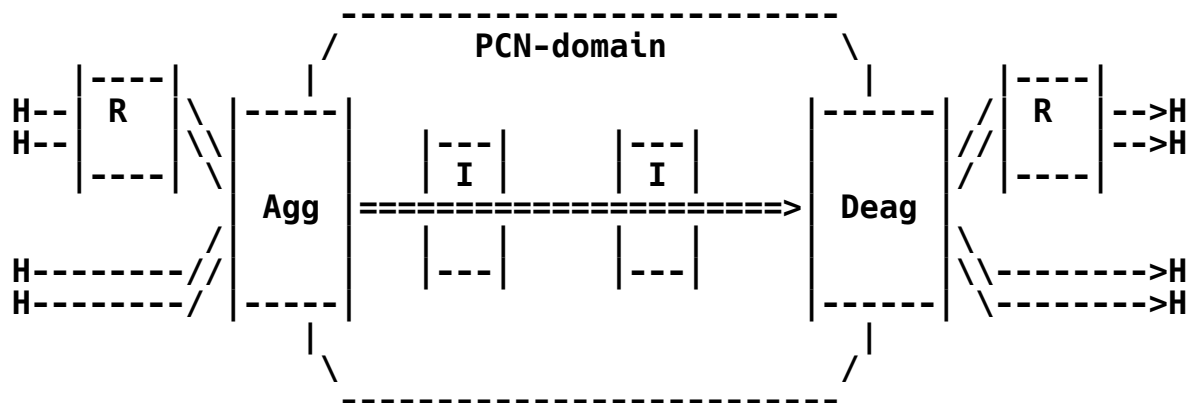 --------------------------
                /       PCN-domain         \
   |----|      |                            |      |----|
H--| R  |\ |-----|                       |------| /| R  |-->H
H--|    |\\|     |   |---|     |---|     |      |//|    |-->H
   |----| \|     |   | I |     | I |     |      |/ |----|
           | Agg |======================>| Deag |
          /|     |   |   |     |   |     |      |\
H--------//|     |   |---|     |---|     |      |\\-------->H
H--------/ |-----|                       |------| \-------->H
               |                            |
                \                          /
                 --------------------------